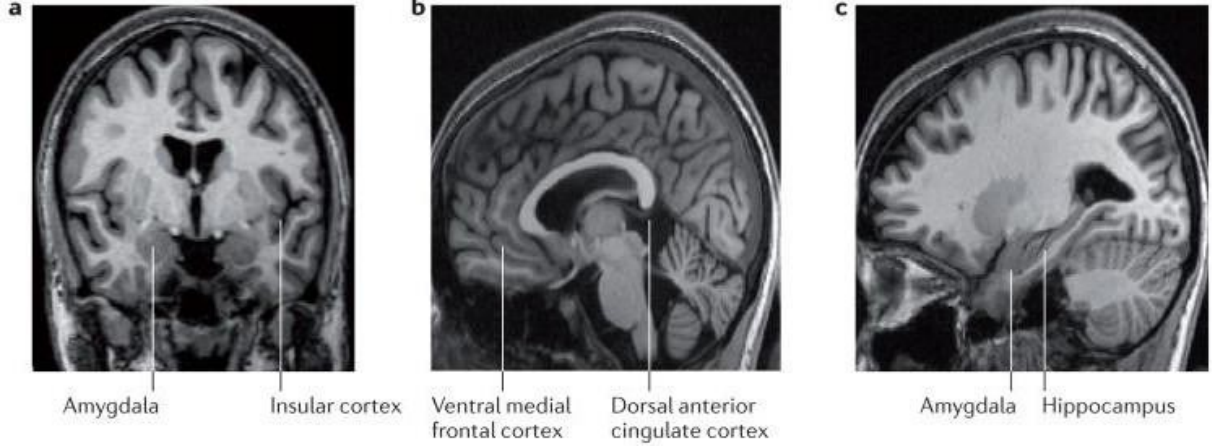 a
b
c
Amygdala
Insular cortex
Ventral medial
frontal cortex
Dorsal anterior
cingulate cortex
Amygdala
Hippocampus